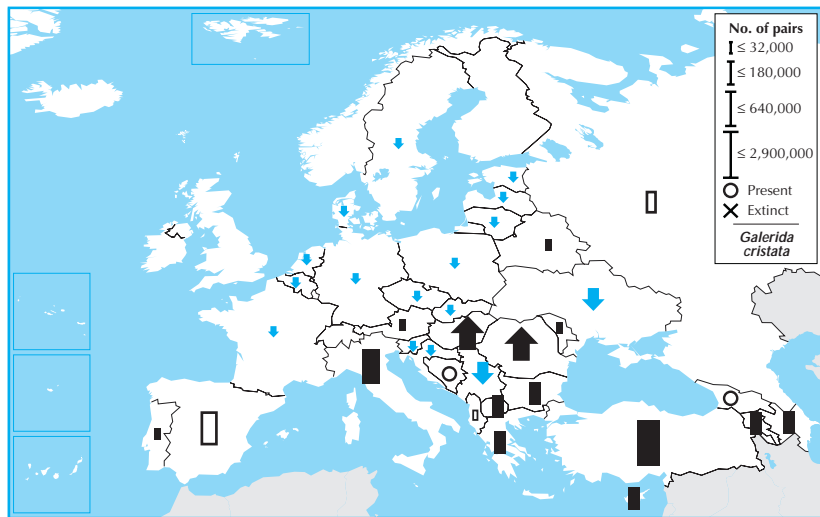 No. of pairs
≤ 32,000
≤ 180,000
≤ 640,000
≤ 2,900,000
Present
Extinct
Galerida
cristata